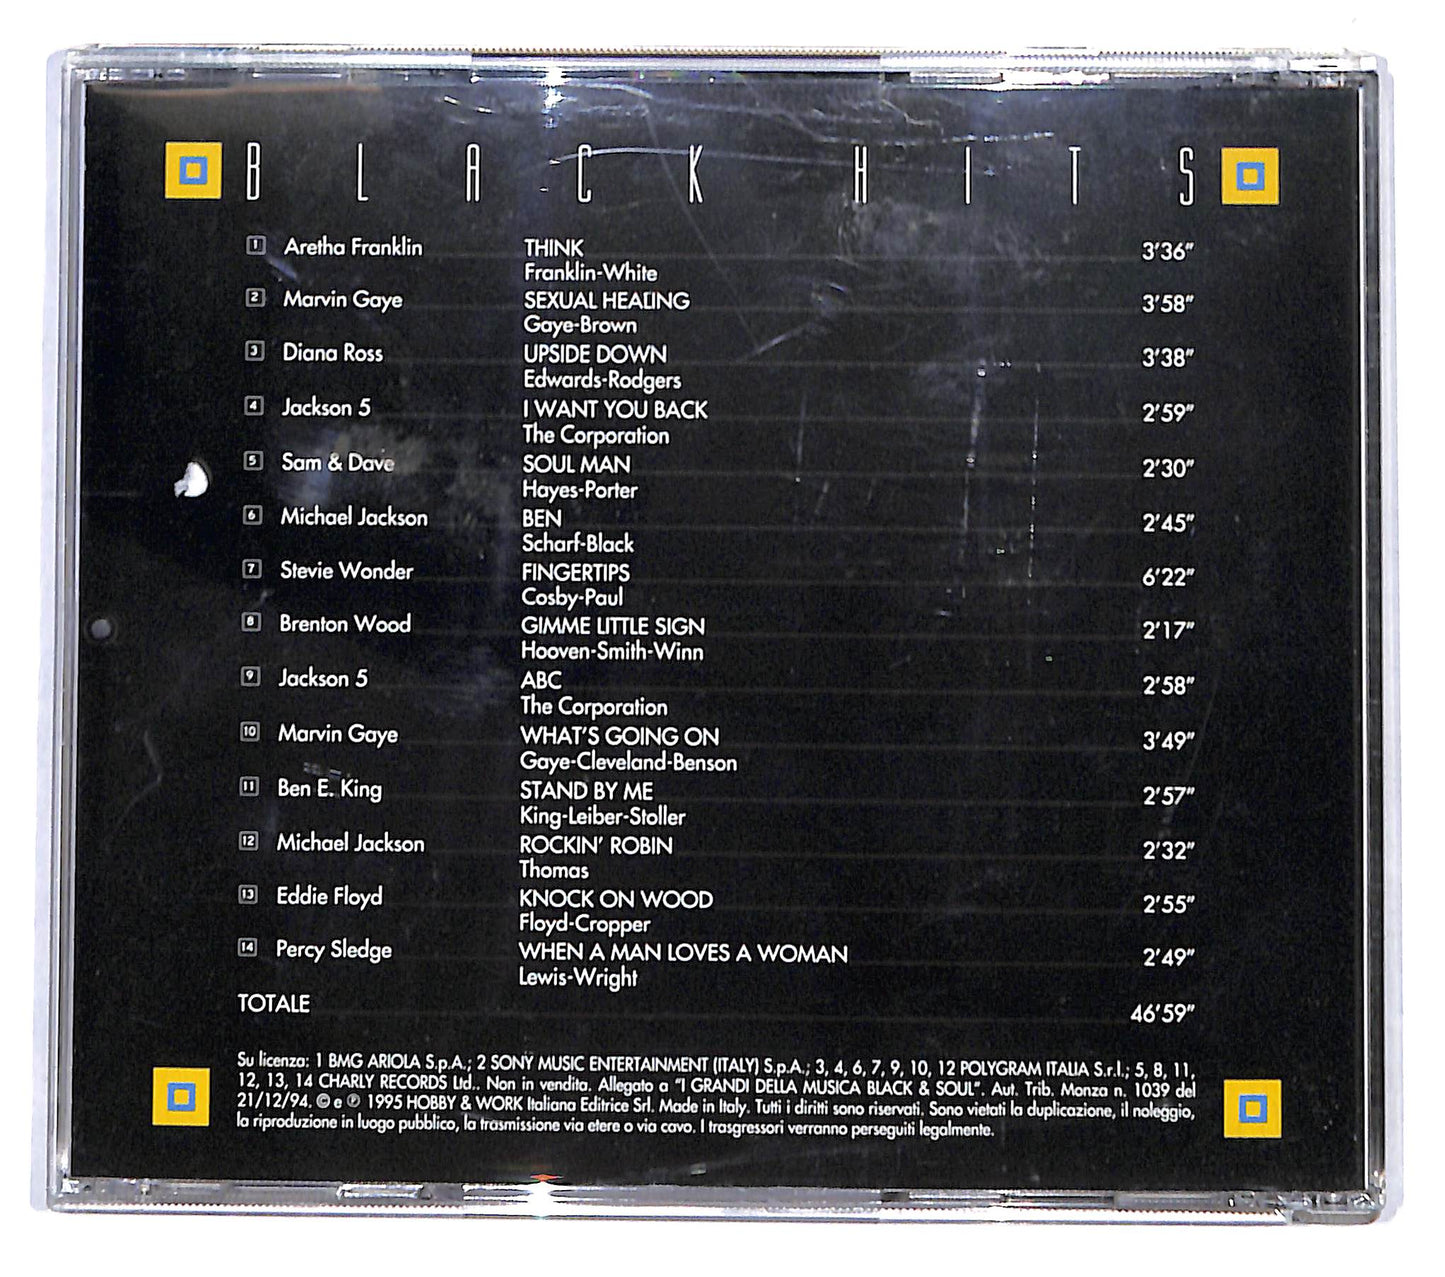 BLACK HITS
1 Aretha Franklin THINK 3'36"
Franklin-White
2 Marvin Gaye SEXUAL HEALING 3'58"
Gaye-Brown
3 Diana Ross UPSIDE DOWN 3'38"
Edwards-Rodgers
4 Jackson 5 I WANT YOU BACK 2'59"
The Corporation
5 Sam & Dave SOUL MAN 2'30"
Hayes-Porter
6 Michael Jackson BEN 2'45"
Scharf-Black
7 Stevie Wonder FINGERTIPS 6'22"
Cosby-Paul
8 Brenton Wood GIMME LITTLE SIGN 2'17"
Hooven-Smith-Winn
9 Jackson 5 ABC 2'58"
The Corporation
10 Marvin Gaye WHAT'S GOING ON 3'49"
Gaye-Cleveland-Benson
11 Ben E. King STAND BY ME 2'57"
King-Leiber-Stoller
12 Michael Jackson ROCKIN' ROBIN 2'32"
Thomas
13 Eddie Floyd KNOCK ON WOOD 2'55"
Floyd-Cropper
14 Percy Sledge WHEN A MAN LOVES A WOMAN 2'49"
Lewis-Wright
TOTALE 46'59"
Su licenza: 1 BMG ARIOLA S.p.A.; 2 SONY MUSIC ENTERTAINMENT (ITALY) S.p.A.; 3, 4, 6, 7, 9, 10, 12 POLYGRAM ITALIA S.r.l.; 5, 8, 11,
12, 13, 14 CHARLY RECORDS Ltd.. Non in vendita. Allegato a "I GRANDI DELLA MUSICA BLACK & SOUL". Aut. Trib. Monza n. 1039 del
21/12/94. © e ℗ 1995 HOBBY & WORK Italiana Editrice Srl. Made in Italy. Tutti i diritti sono riservati. Sono vietati la duplicazione, il noleggio,
la riproduzione in luogo pubblico, la trasmissione via etere o via cavo. I trasgressori verranno perseguiti legalmente.